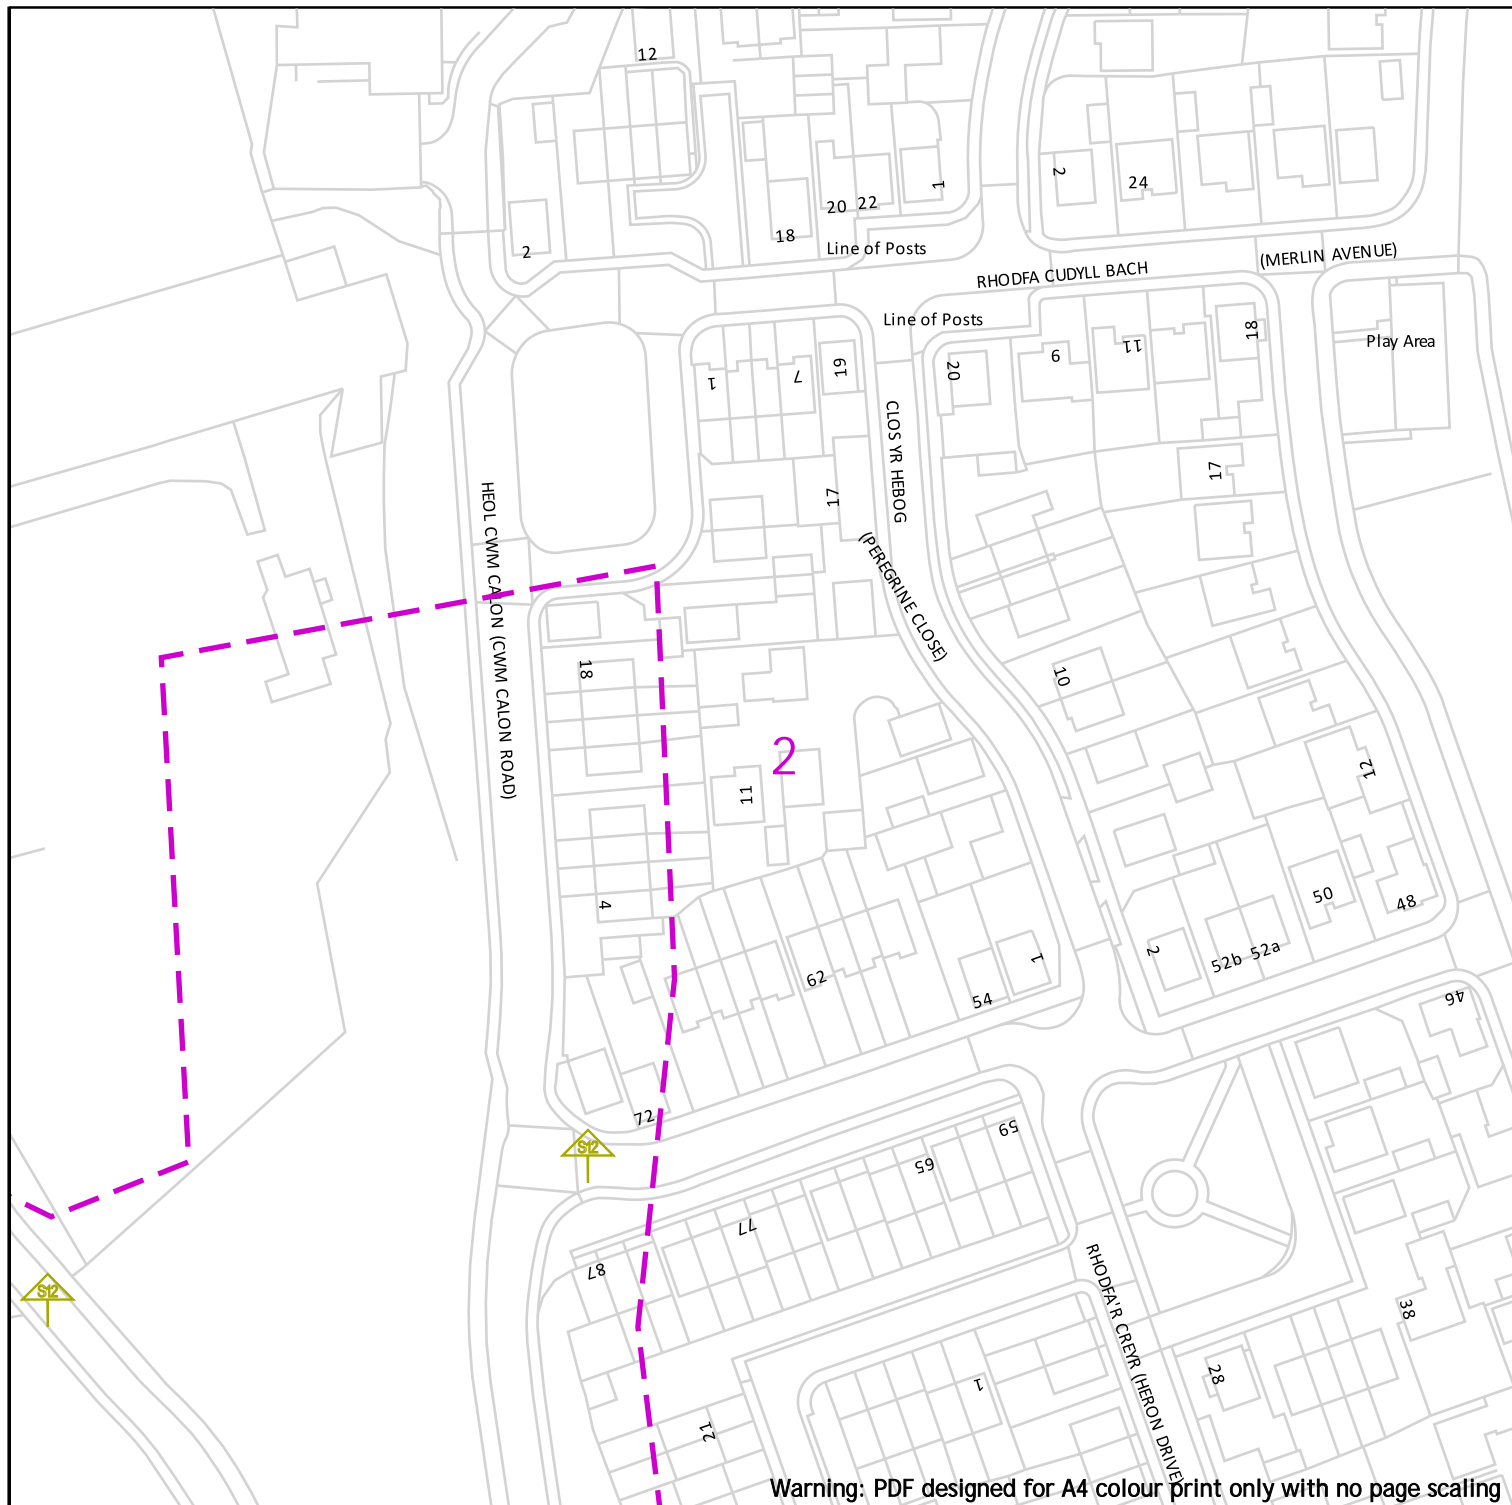 12
2
18
20 22
1
2
24
Line of Posts
RHODFA CUDYLL BACH
(MERLIN AVENUE)
Line of Posts
Play Area
1
7
19
20
9
11
18
17
17
CLOS YR HEBOG
(PEREGRINE CLOSE)
HEOL CWM CALON (CWM CALON ROAD)
18
10
2
11
12
4
62
54
1
2
52b 52a
50
48
46
72
S12
59
65
77
87
S12
RHODFA'R CREYR (HERON DRIVE)
38
28
1
21
Warning: PDF designed for A4 colour print only with no page scaling